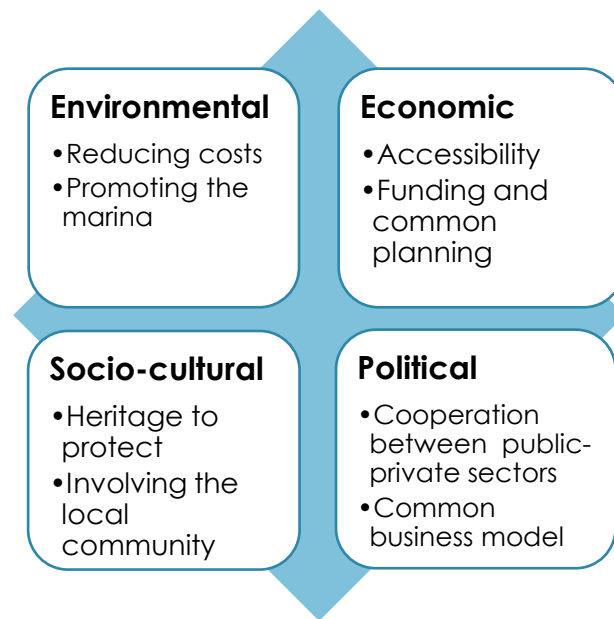 Environmental
•Reducing costs
•Promoting the
marina
Economic
•Accessibility
•Funding and
common
planning
Socio-cultural
•Heritage to
protect
•Involving the
local
community
Political
•Cooperation
between public-
private sectors
•Common
business model